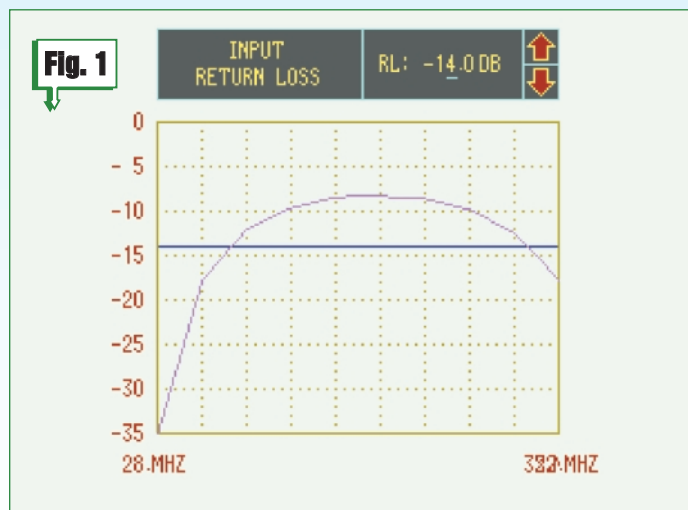 Fig. 1
INPUT
RETURN LOSS
RL: -14.0 DB
0
- 5
-10
-15
-20
-25
-30
-35
28.MHZ
MHZ